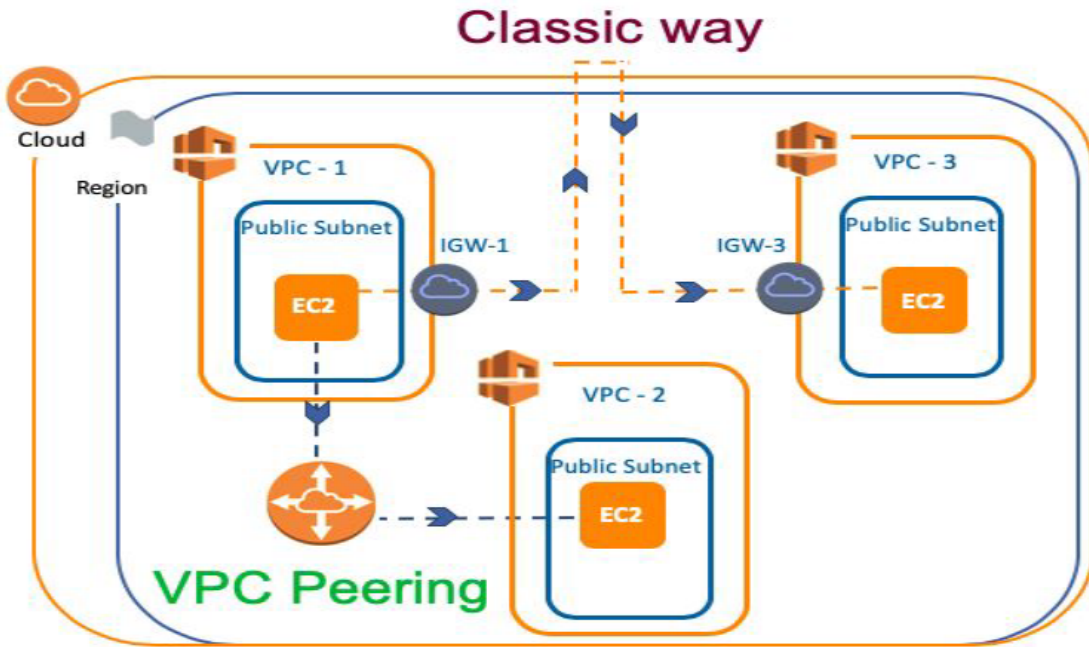 Classic way
Cloud
Region
VPC - 1
Public Subnet
EC2
IGW-1
IGW-3
VPC - 3
Public Subnet
EC2
VPC - 2
Public Subnet
EC2
VPC Peering